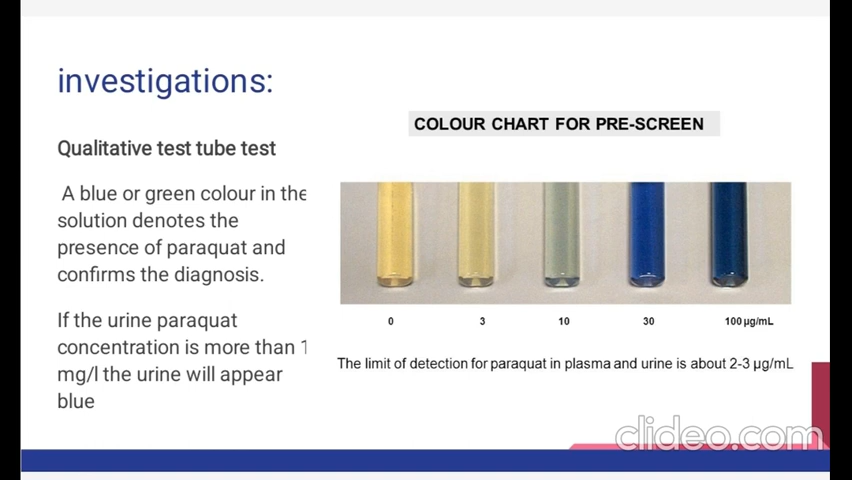 investigations:
COLOUR CHART FOR PRE-SCREEN
Qualitative test tube test
A blue or green colour in the
solution denotes the
presence of paraquat and
confirms the diagnosis.
If the urine paraquat
concentration is more than 1
mg/l the urine will appear
blue
0 3 10 30 100 µg/mL
The limit of detection for paraquat in plasma and urine is about 2-3 µg/mL
clideo.com